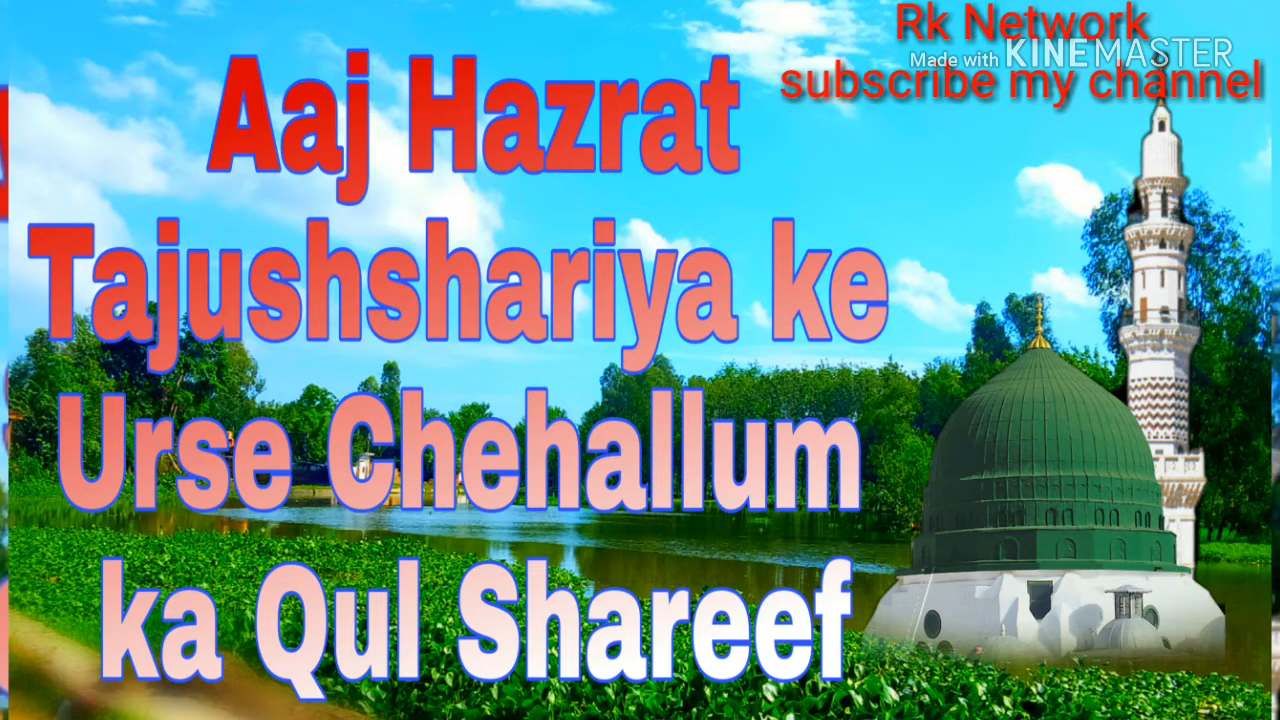 Rk Network
Made with KINEMASTER
subscribe my channel
Aaj Hazrat
Tajushshariya ke
Urse Chehallum
ka Qul Shareef